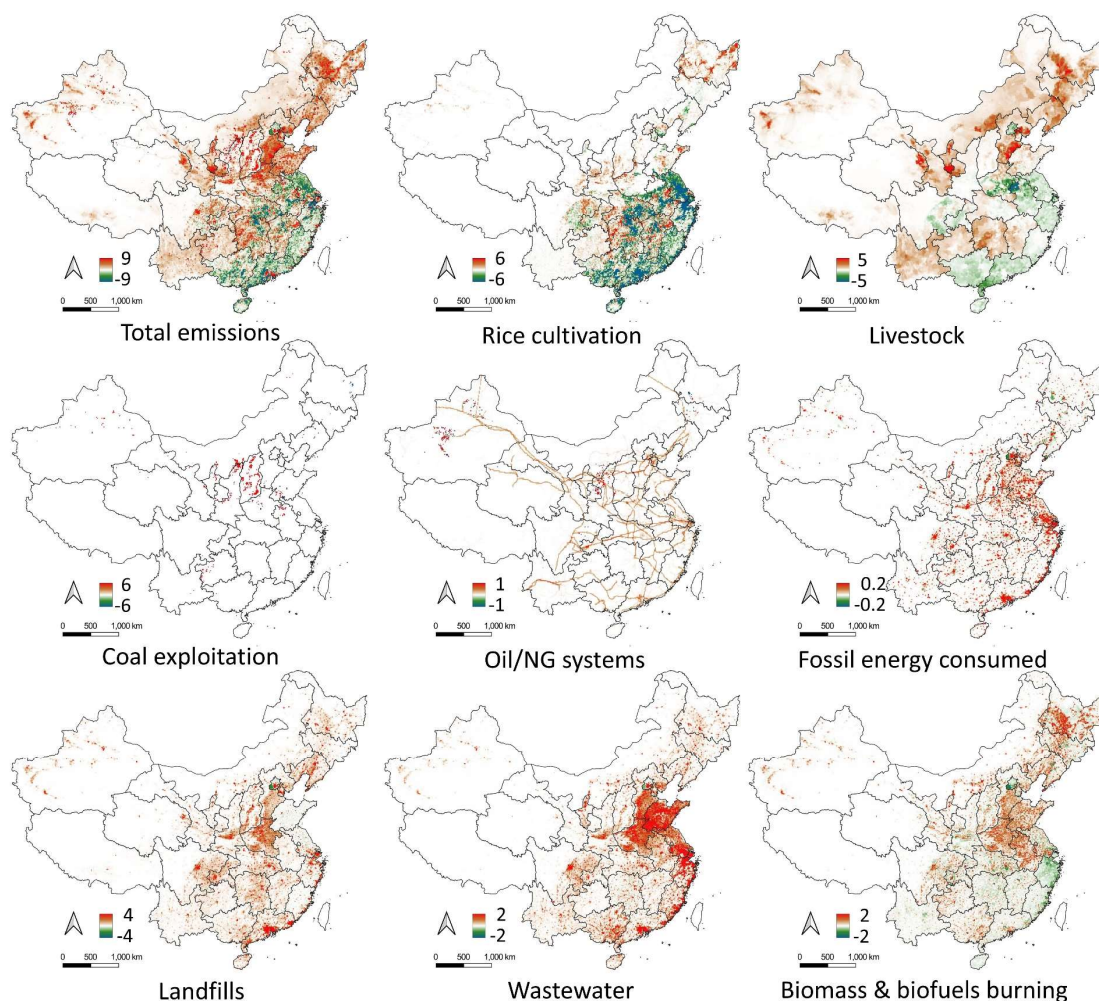 9
-9
0 500 1,000 km
Total emissions
6
-6
0 500 1,000 km
Rice cultivation
5
-5
0 500 1,000 km
Livestock
6
-6
0 500 1,000 km
Coal exploitation
1
-1
0 500 1,000 km
Oil/NG systems
0.2
-0.2
0 500 1,000 km
Fossil energy consumed
4
-4
0 500 1,000 km
Landfills
2
-2
0 500 1,000 km
Wastewater
2
-2
0 500 1,000 km
Biomass & biofuels burning